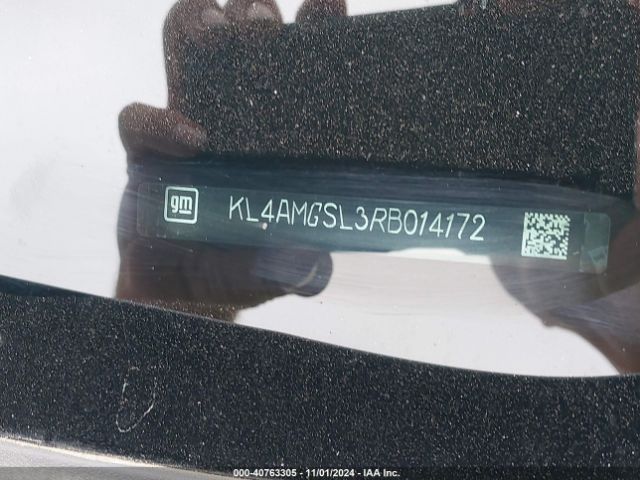 gm KL4AMGSL3RB014172
000-40763305 - 11/01/2024 - IAA Inc.